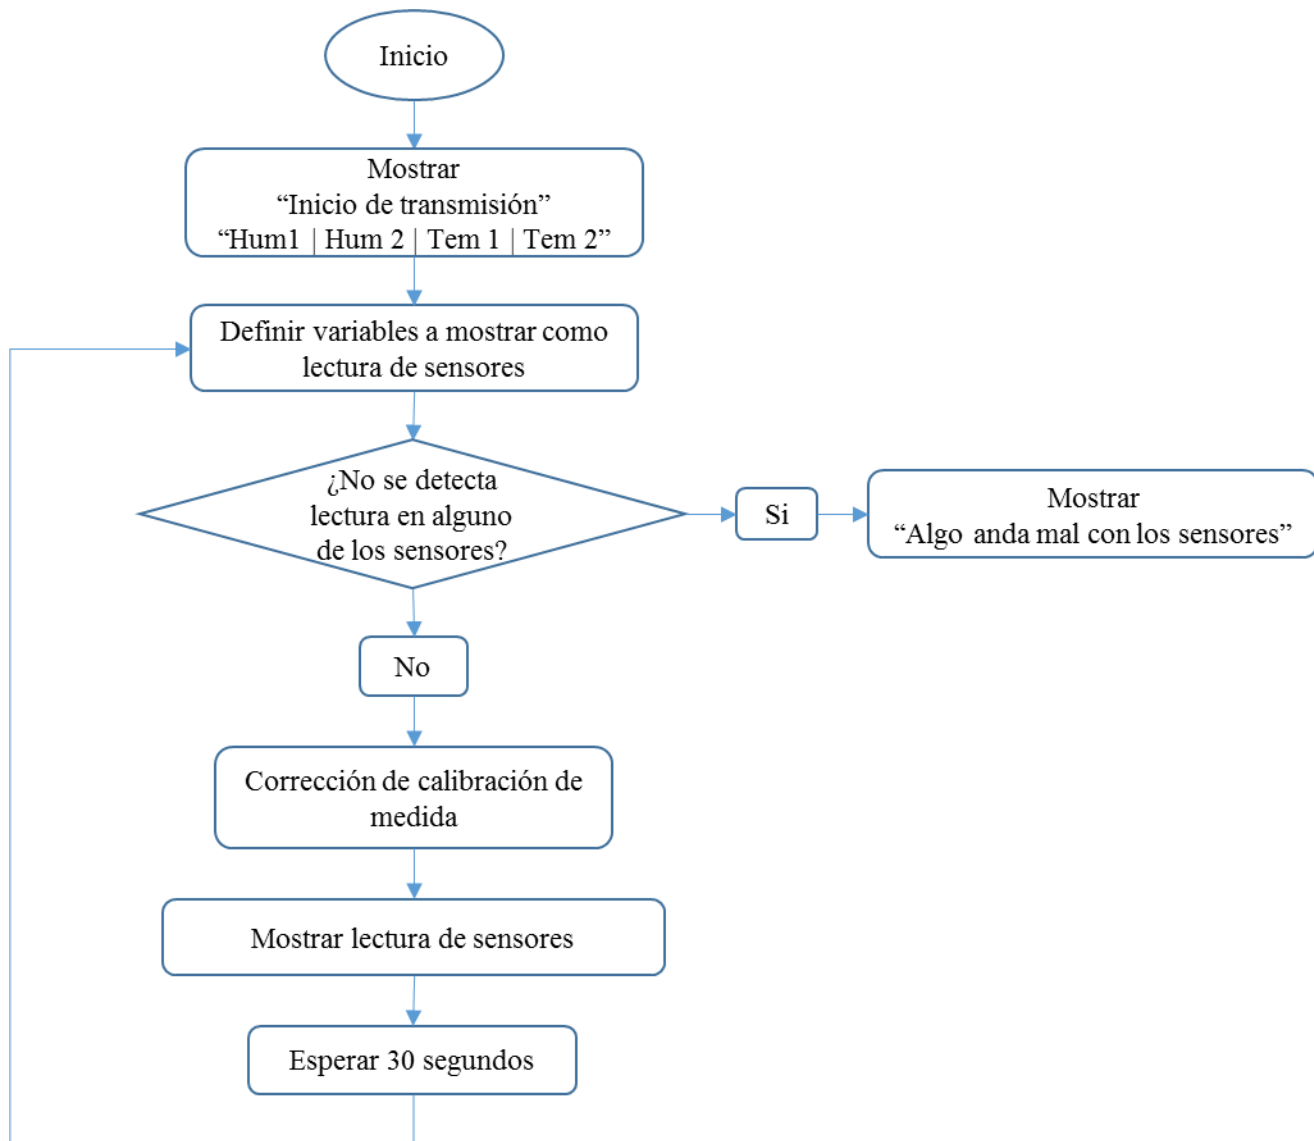 Inicio
Mostrar
“Inicio de transmisión”
“Hum1 | Hum 2 | Tem 1 | Tem 2”
Definir variables a mostrar como
lectura de sensores
¿No se detecta
lectura en alguno
de los sensores?
Si
Mostrar
“Algo anda mal con los sensores”
No
Corrección de calibración de
medida
Mostrar lectura de sensores
Esperar 30 segundos